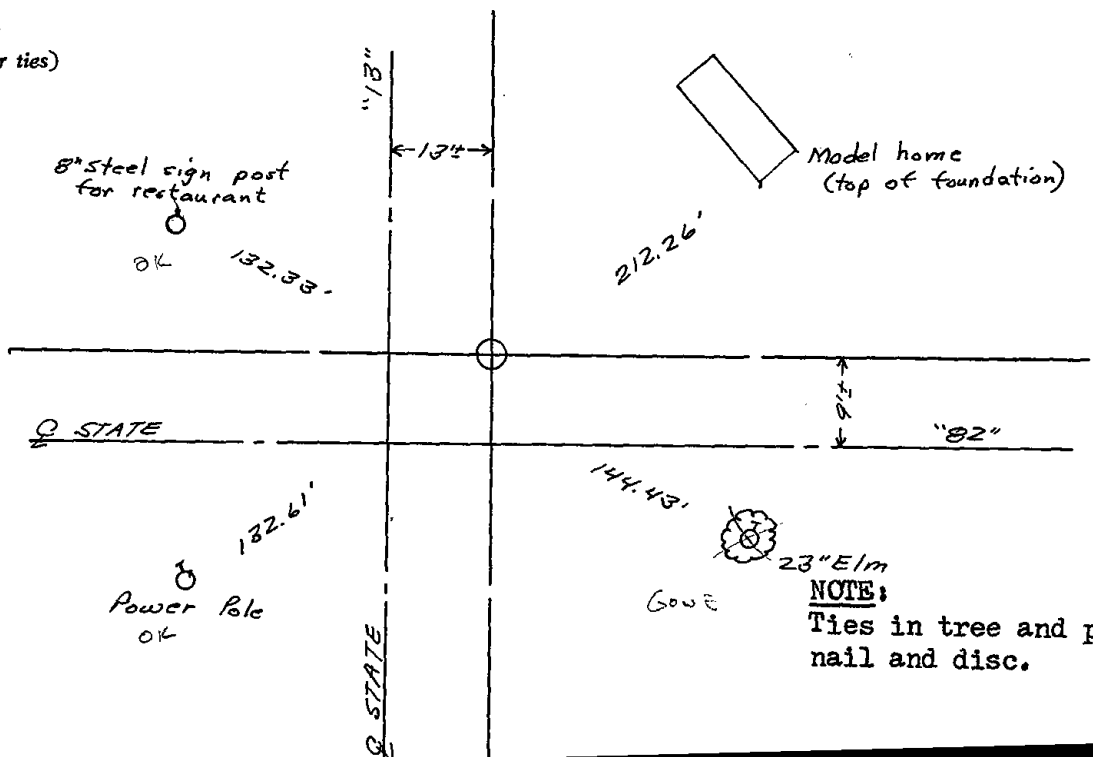 r ties)
"13"
13'±
8" Steel sign post
for restaurant
OK
132.33'
Model home
(top of foundation)
212.26'
9'±
℄ STATE
"82"
132.61'
144.43'
Power Pole
OK
23" Elm
GONE
NOTE:
Ties in tree and p
nail and disc.
℄ STATE